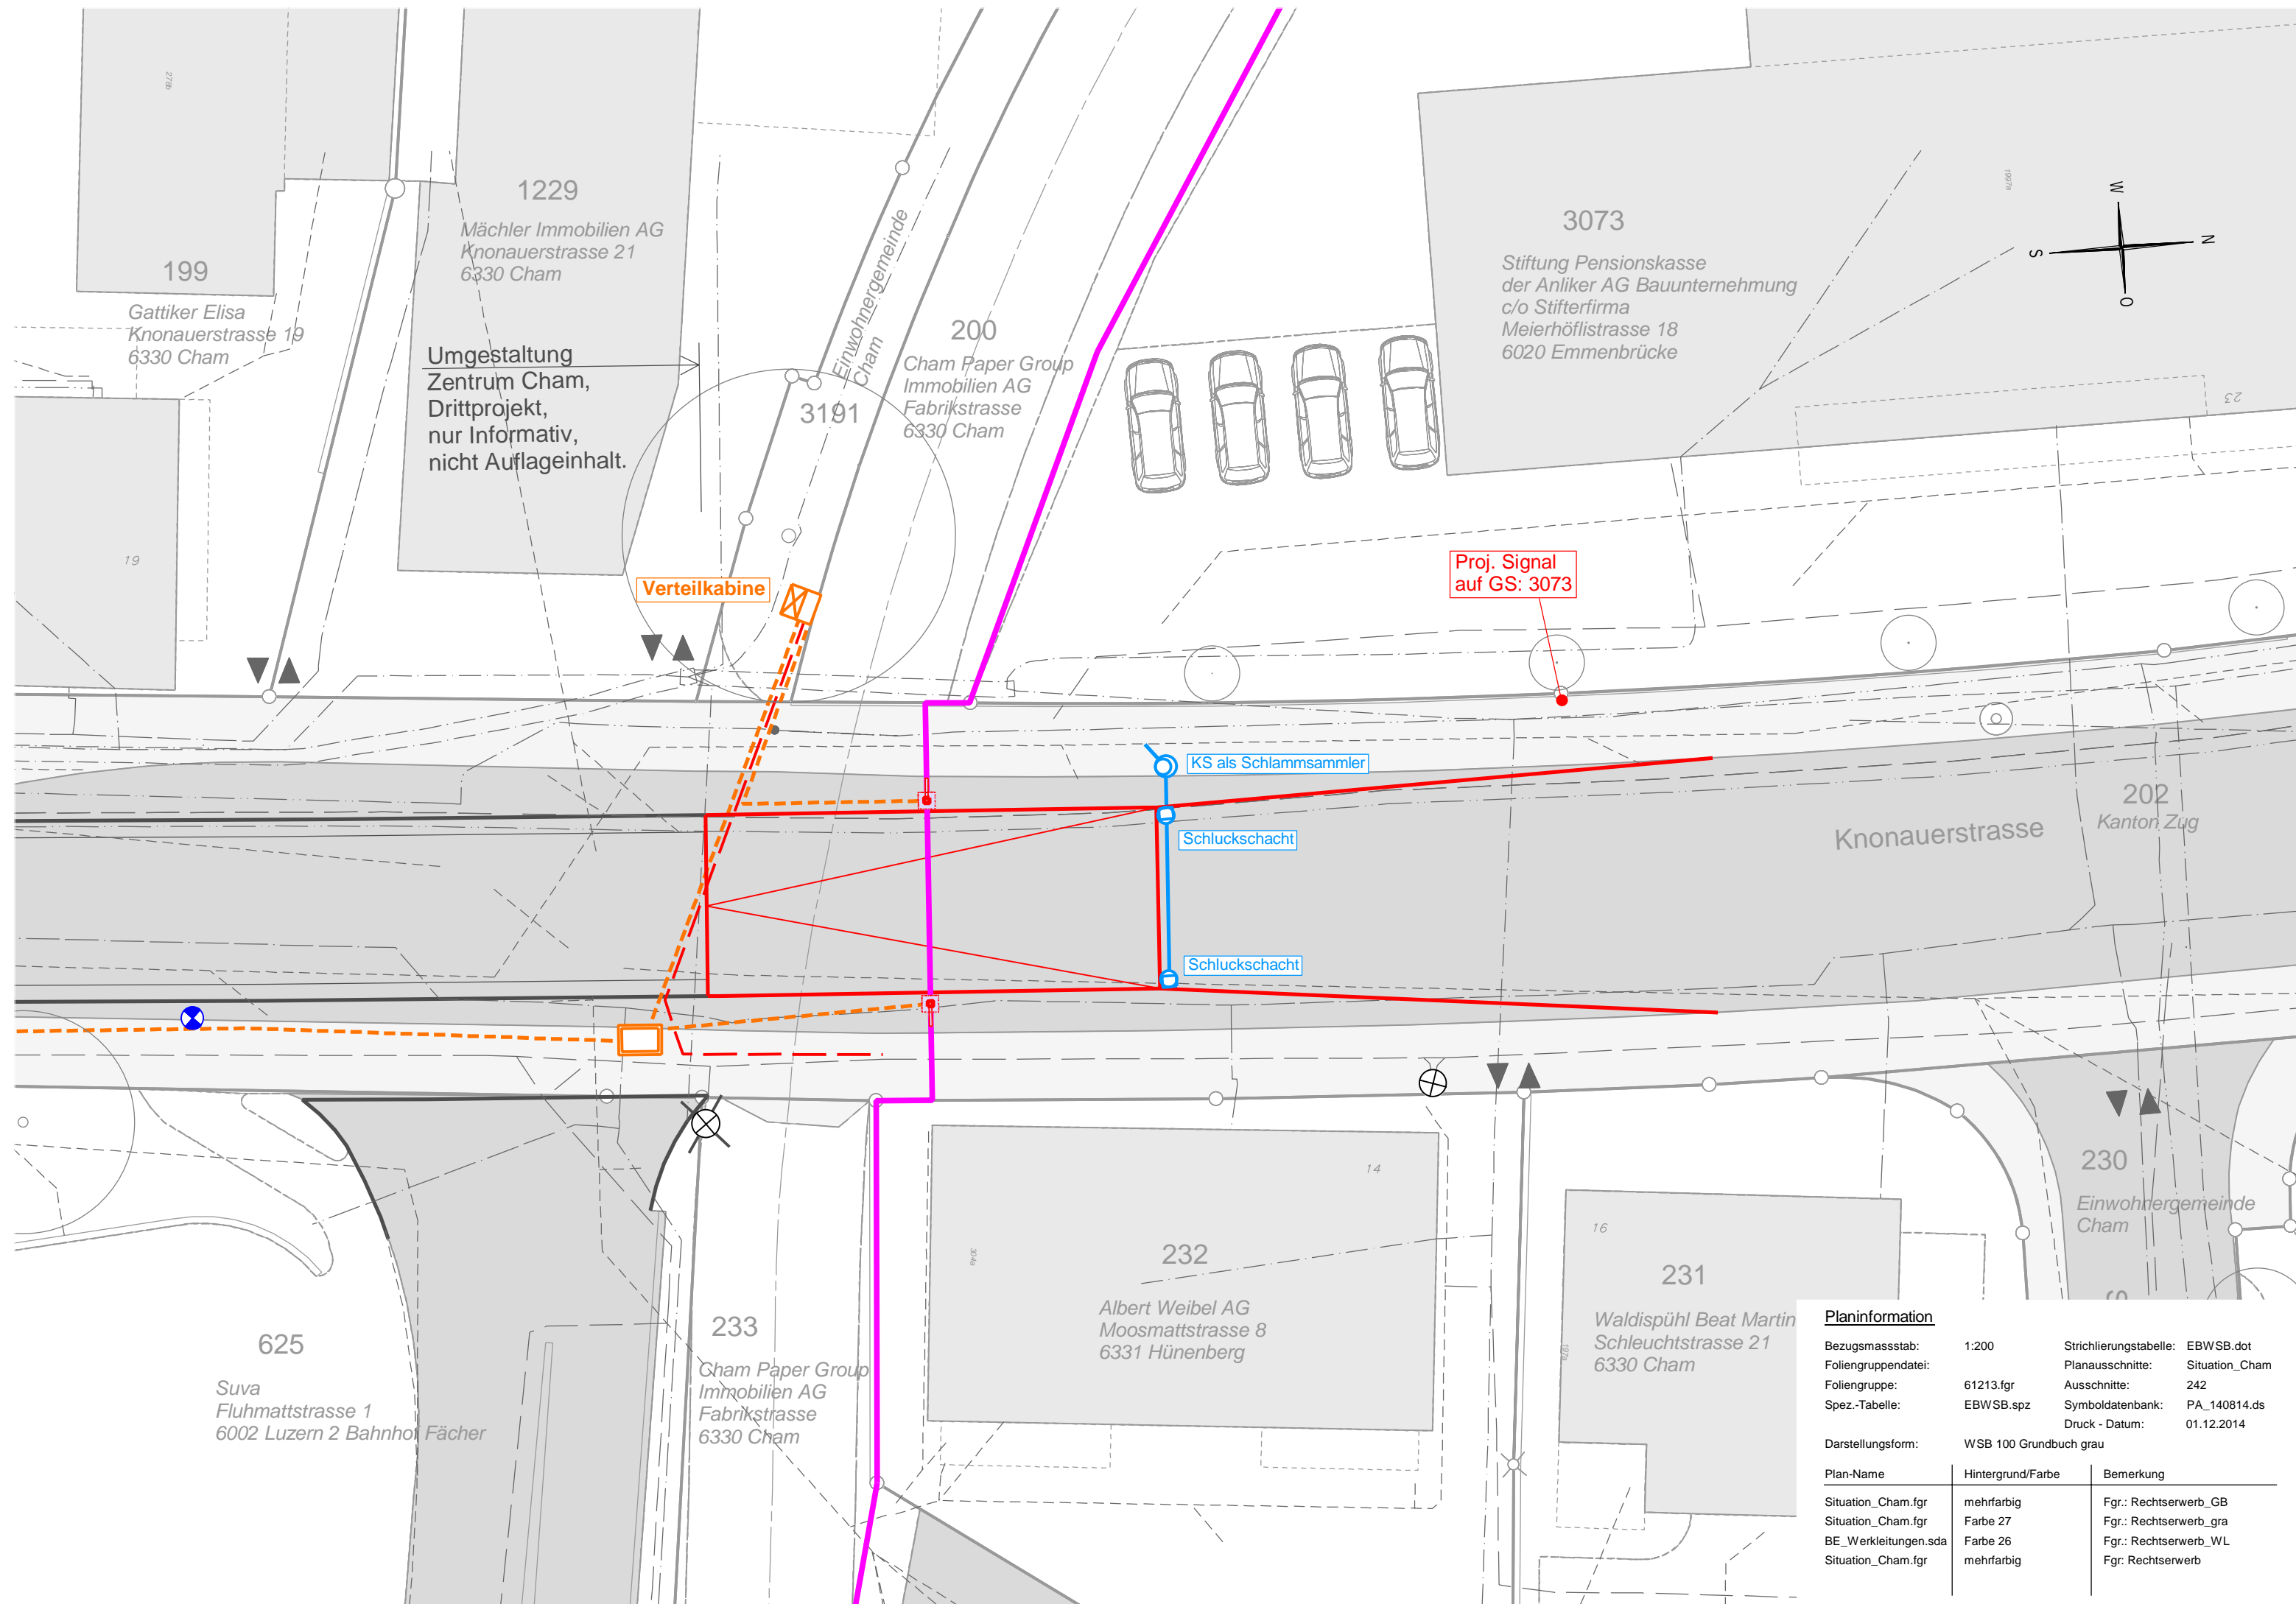 278b
1229
Mächler Immobilien AG
Knonauerstrasse 21
6330 Cham
199
Gattiker Elisa
Knonauerstrasse 19
6330 Cham
Umgestaltung
Zentrum Cham,
Drittprojekt,
nur Informativ,
nicht Auflageinhalt.
Einwohnergemeinde
Cham
3191
200
Cham Paper Group
Immobilien AG
Fabrikstrasse
6330 Cham
3073
Stiftung Pensionskasse
der Anliker AG Bauunternehmung
c/o Stifterfirma
Meierhöflistrasse 18
6020 Emmenbrücke
W
N
S
O
23
19
Verteilkabine
Proj. Signal
auf GS: 3073
KS als Schlammsammler
Schluckschacht
Schluckschacht
Knonauerstrasse
202
Kanton Zug
14
304a
232
Albert Weibel AG
Moosmattstrasse 8
6331 Hünenberg
16
231
Waldispühl Beat Martin
Schleuchtstrasse 21
6330 Cham
230
Einwohnergemeinde
Cham
625
Suva
Fluhmattstrasse 1
6002 Luzern 2 Bahnhof Fächer
233
Cham Paper Group
Immobilien AG
Fabrikstrasse
6330 Cham
Planinformation
Bezugsmassstab: 1:200 Strichlierungstabelle: EBWSB.dot
Foliengruppendatei: Planausschnitte: Situation_Cham
Foliengruppe: 61213.fgr Ausschnitte: 242
Spez.-Tabelle: EBWSB.spz Symboldatenbank: PA_140814.ds
Druck - Datum: 01.12.2014
Darstellungsform: WSB 100 Grundbuch grau
Plan-Name Hintergrund/Farbe Bemerkung
Situation_Cham.fgr mehrfarbig Fgr.: Rechtserwerb_GB
Situation_Cham.fgr Farbe 27 Fgr.: Rechtserwerb_gra
BE_Werkleitungen.sda Farbe 26 Fgr.: Rechtserwerb_WL
Situation_Cham.fgr mehrfarbig Fgr: Rechtserwerb